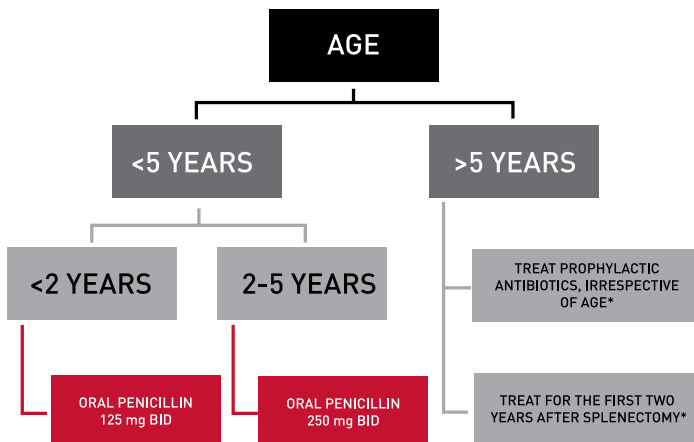 AGE
<5 YEARS
>5 YEARS
<2 YEARS
2-5 YEARS
TREAT PROPHYLACTIC
ANTIBIOTICS, IRRESPECTIVE
OF AGE*
ORAL PENICILLIN
125 mg BID
ORAL PENICILLIN
250 mg BID
TREAT FOR THE FIRST TWO
YEARS AFTER SPLENECTOMY*